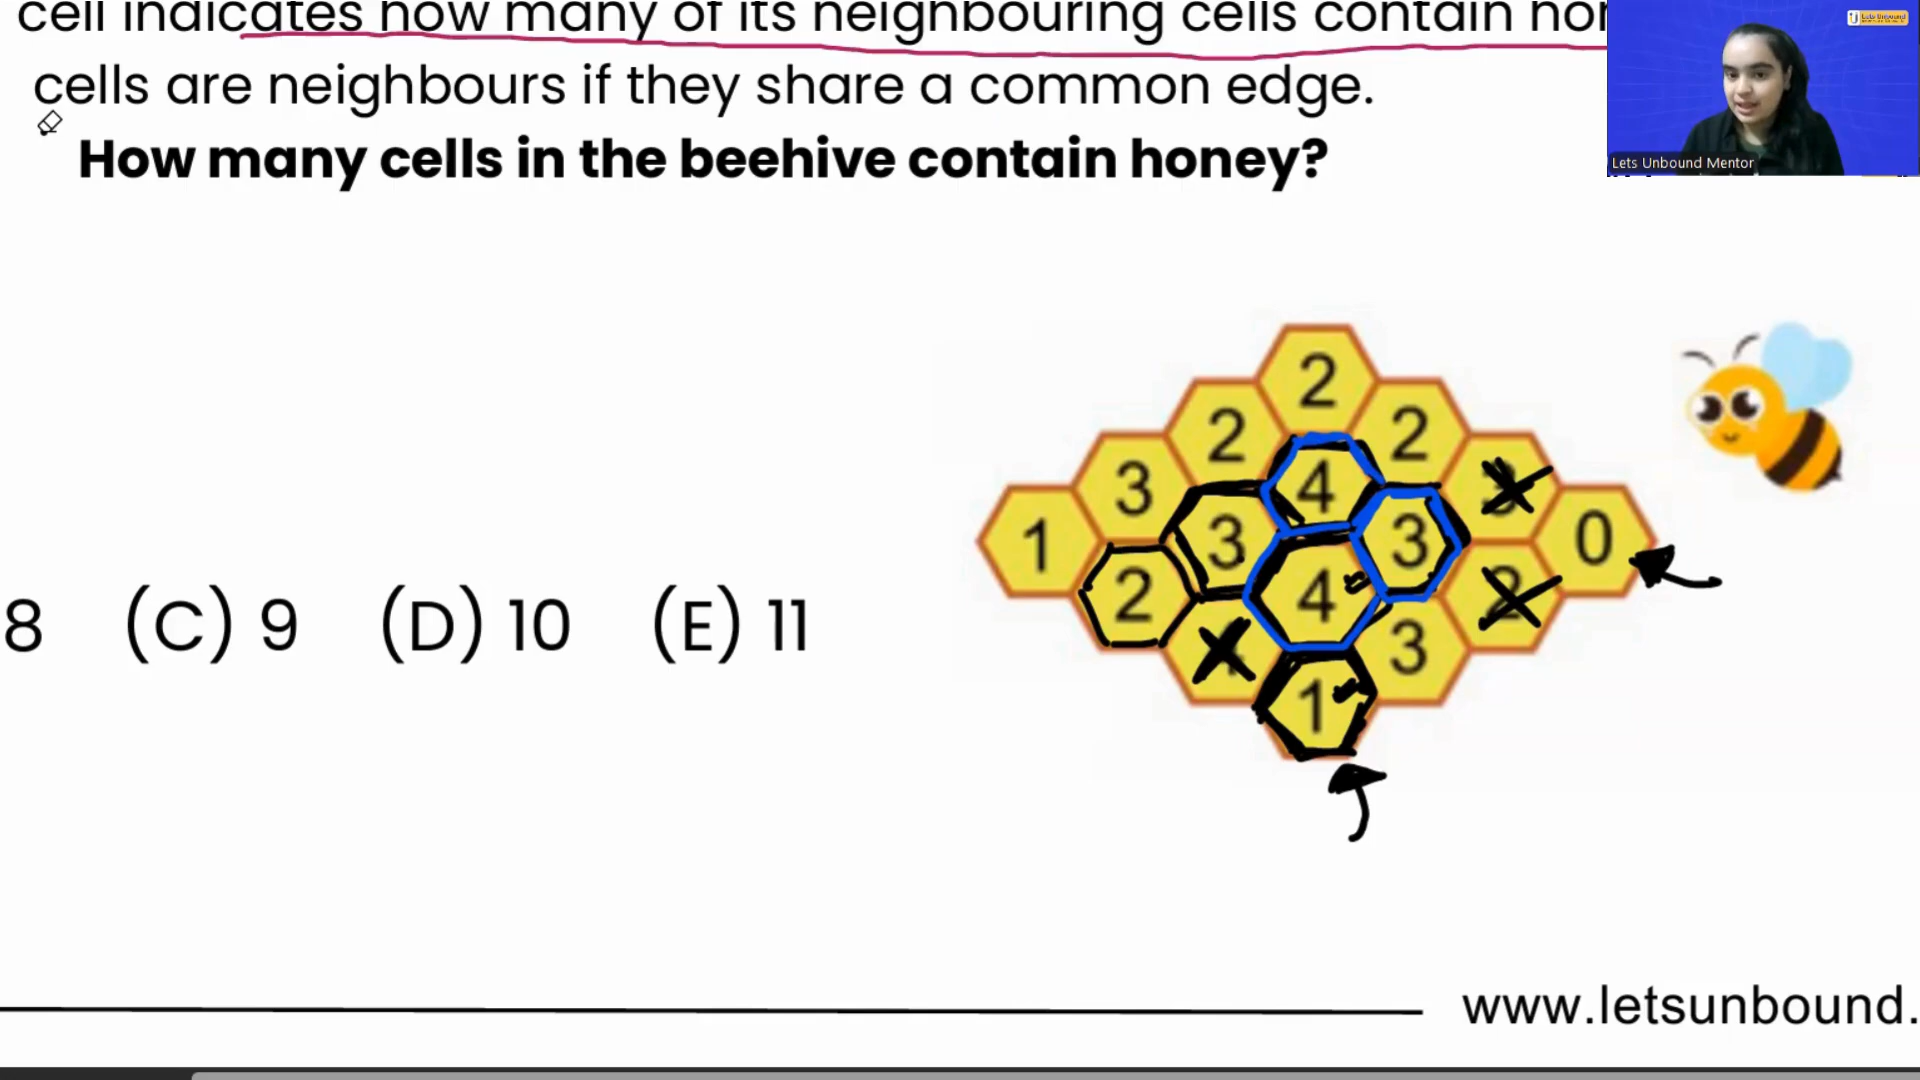 cell indicates how many of its neighbouring cells contain
cells are neighbours if they share a common edge.
How many cells in the beehive contain honey?
Lets Unbound
Lets Unbound Mentor
2
2 2
3 4
3 3
1 0
2 4
3
1
8 (C) 9 (D) 10 (E) 11
www.letsunbound.